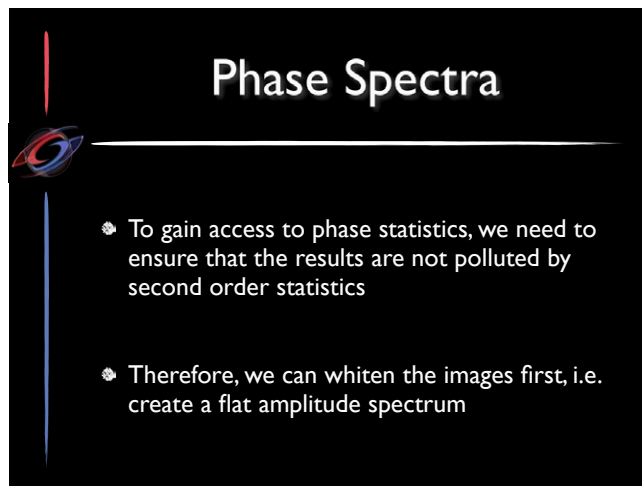 Phase Spectra
To gain access to phase statistics, we need to
ensure that the results are not polluted by
second order statistics
Therefore, we can whiten the images first, i.e.
create a flat amplitude spectrum